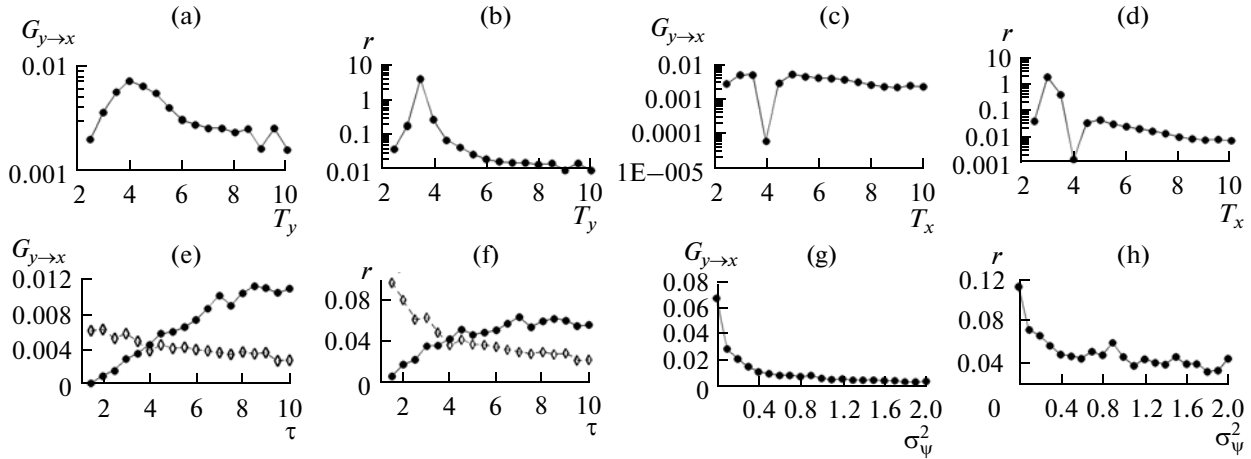 (a)
G_{y→x}
0.01
0.001
2 4 6 8 10
T_y
(b)
r
10
1
0.1
0.01
2 4 6 8 10
T_y
(c)
G_{y→x}
0.01
0.001
0.0001
1E−005
2 4 6 8 10
T_x
(d)
r
10
1
0.1
0.01
0.001
2 4 6 8 10
T_x
(e)
G_{y→x}
0.012
0.008
0.004
0
2 4 6 8 10
τ
(f)
r
0.08
0.04
0
2 4 6 8 10
τ
(g)
G_{y→x}
0.08
0.06
0.04
0.02
0
0.4 0.8 1.2 1.6 2.0
σ²_ψ
(h)
r
0.12
0.08
0.04
0
0.4 0.8 1.2 1.6 2.0
σ²_ψ